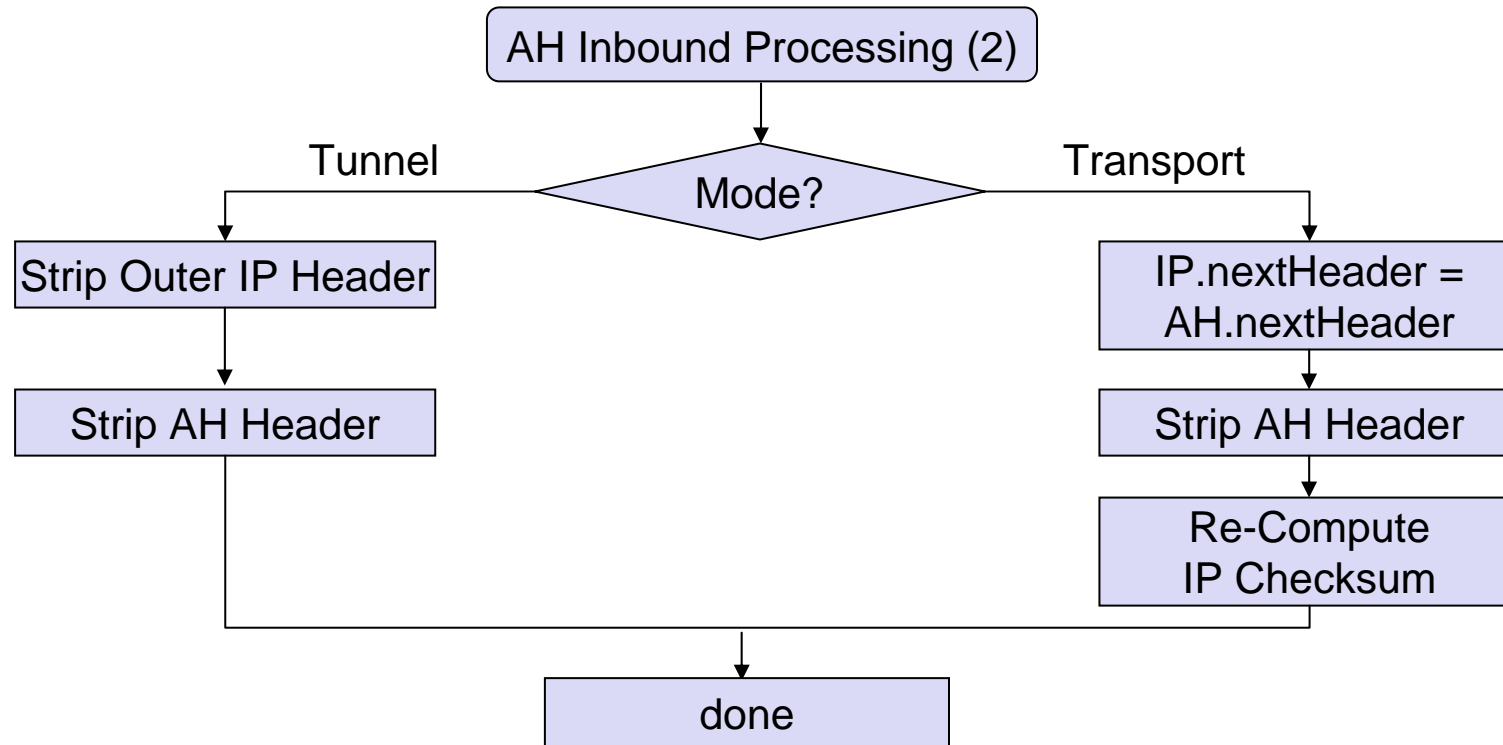 AH Inbound Processing (2)
Tunnel
Mode?
Transport
Strip Outer IP Header
Strip AH Header
IP.nextHeader =
AH.nextHeader
Strip AH Header
Re-Compute
IP Checksum
done